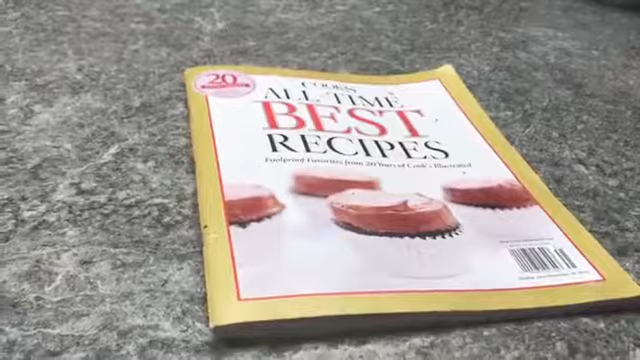 20
COOK'S
ALL-TIME
BEST
RECIPES
Foolproof Favorites from 20 Years of Cook's Illustrated